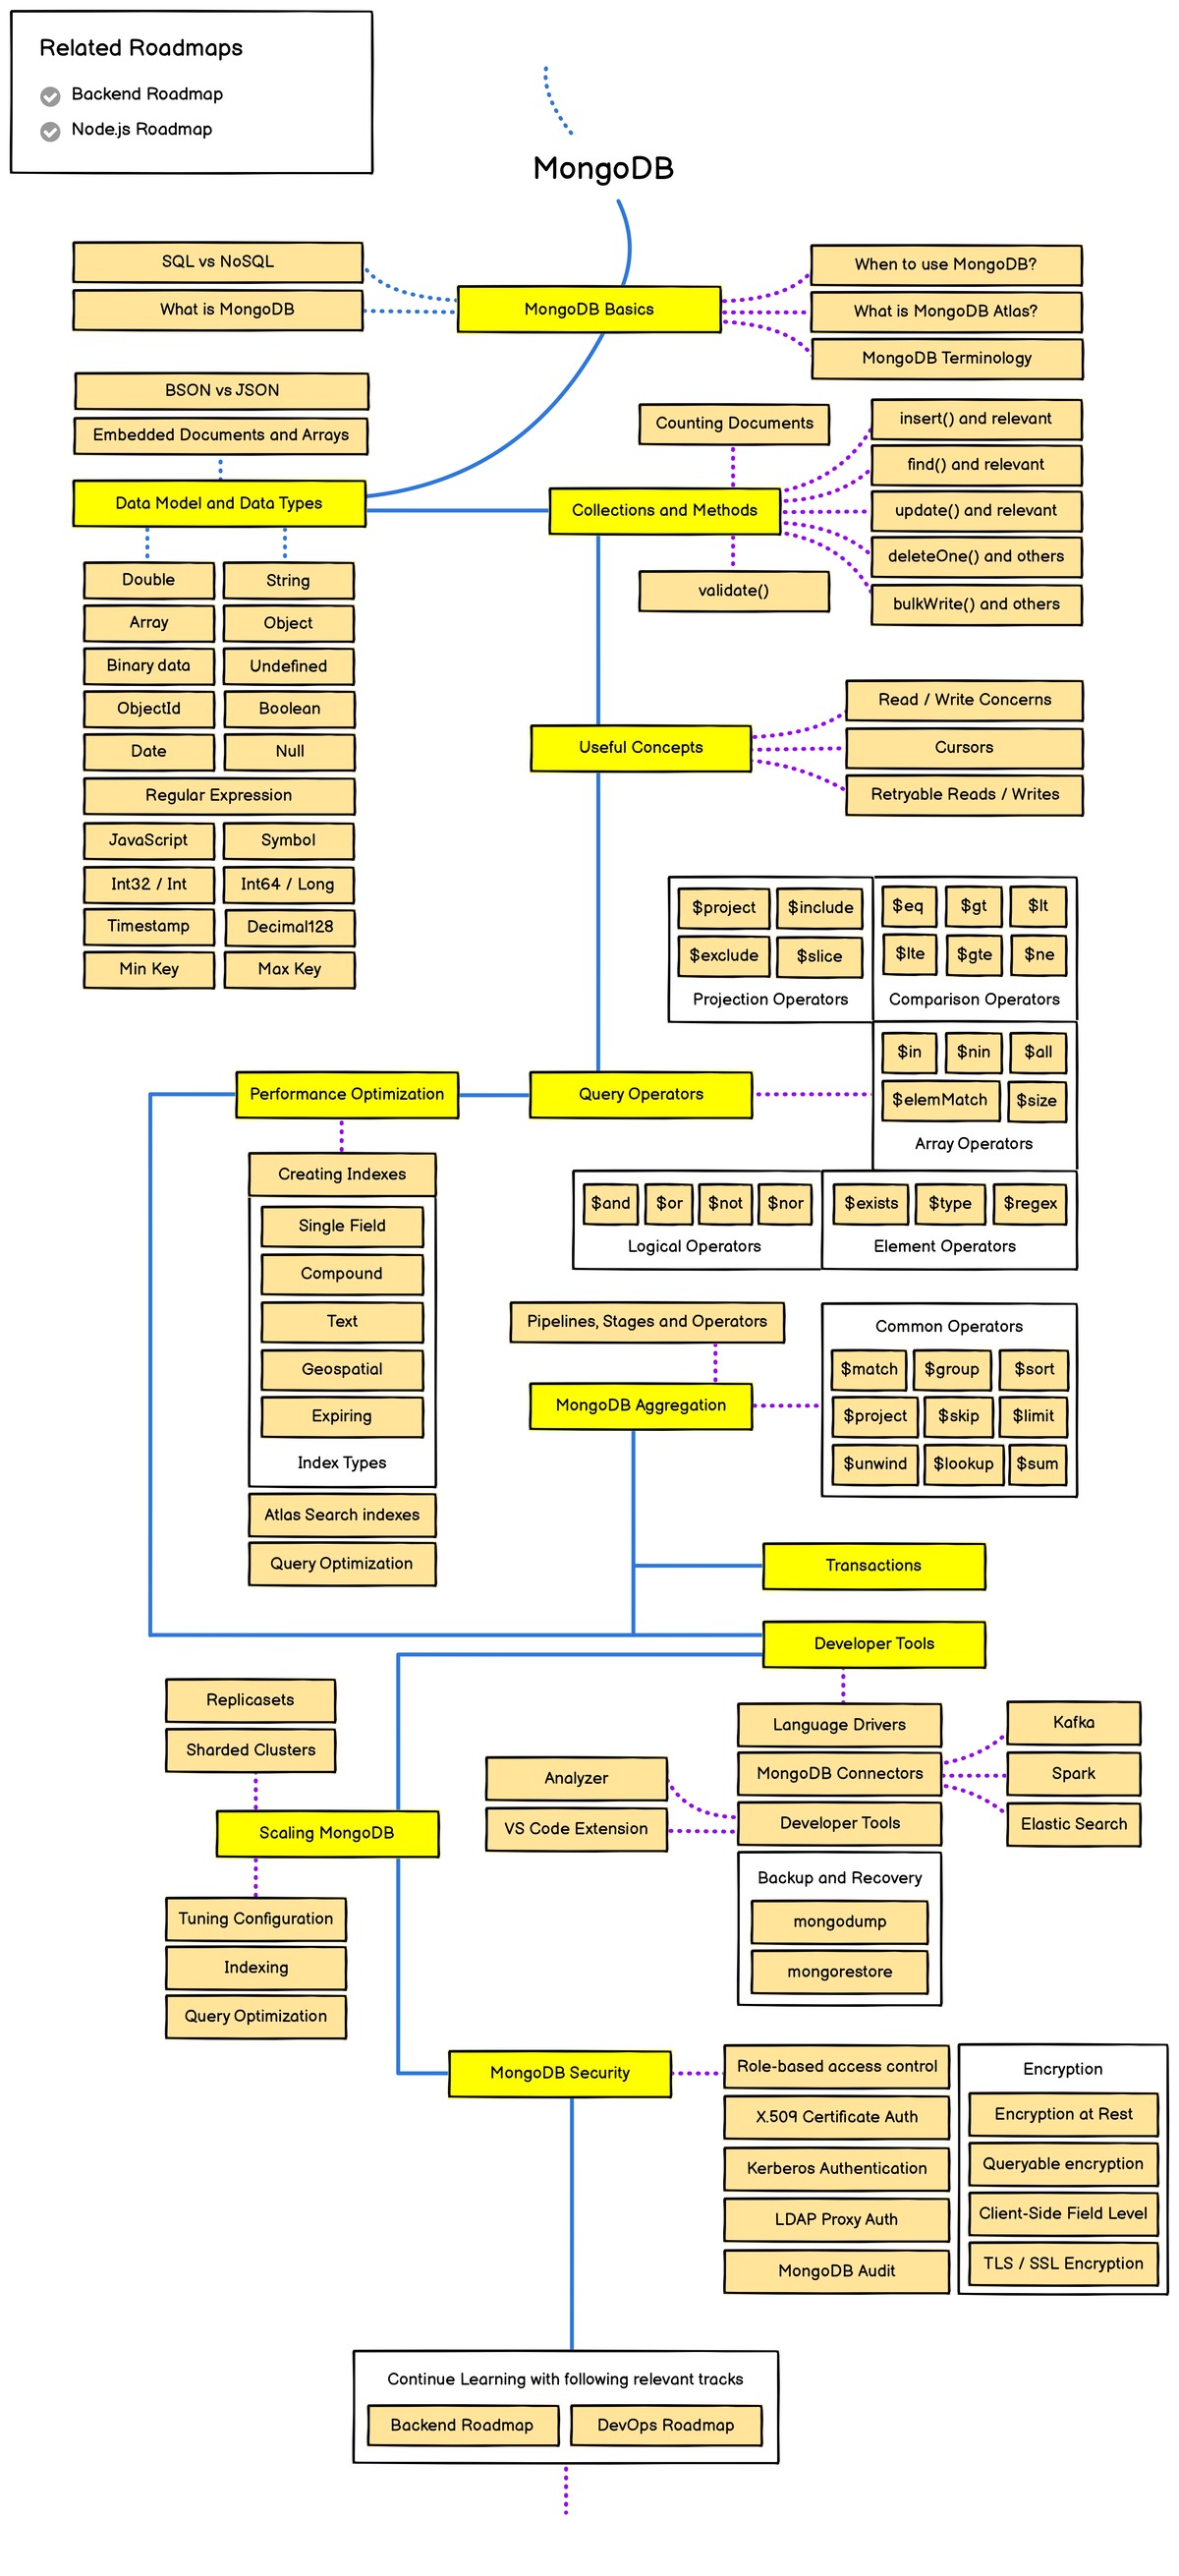 Related Roadmaps
Backend Roadmap
Node.js Roadmap
MongoDB
SQL vs NoSQL
What is MongoDB
MongoDB Basics
When to use MongoDB?
What is MongoDB Atlas?
MongoDB Terminology
BSON vs JSON
Embedded Documents and Arrays
Data Model and Data Types
Counting Documents
Collections and Methods
validate()
insert() and relevant
find() and relevant
update() and relevant
deleteOne() and others
bulkWrite() and others
Double
String
Array
Object
Binary data
Undefined
ObjectId
Boolean
Date
Null
Regular Expression
JavaScript
Symbol
Int32 / Int
Int64 / Long
Timestamp
Decimal128
Min Key
Max Key
Useful Concepts
Read / Write Concerns
Cursors
Retryable Reads / Writes
$project
$include
$exclude
$slice
Projection Operators
$eq
$gt
$lt
$lte
$gte
$ne
Comparison Operators
$in
$nin
$all
$elemMatch
$size
Array Operators
Performance Optimization
Query Operators
$and
$or
$not
$nor
Logical Operators
$exists
$type
$regex
Element Operators
Creating Indexes
Single Field
Compound
Text
Geospatial
Expiring
Index Types
Atlas Search indexes
Query Optimization
Pipelines, Stages and Operators
MongoDB Aggregation
Common Operators
$match
$group
$sort
$project
$skip
$limit
$unwind
$lookup
$sum
Transactions
Developer Tools
Replicasets
Sharded Clusters
Scaling MongoDB
Tuning Configuration
Indexing
Query Optimization
Language Drivers
MongoDB Connectors
Developer Tools
Kafka
Spark
Elastic Search
Analyzer
VS Code Extension
Backup and Recovery
mongodump
mongorestore
MongoDB Security
Role-based access control
X.509 Certificate Auth
Kerberos Authentication
LDAP Proxy Auth
MongoDB Audit
Encryption
Encryption at Rest
Queryable encryption
Client-Side Field Level
TLS / SSL Encryption
Continue Learning with following relevant tracks
Backend Roadmap
DevOps Roadmap